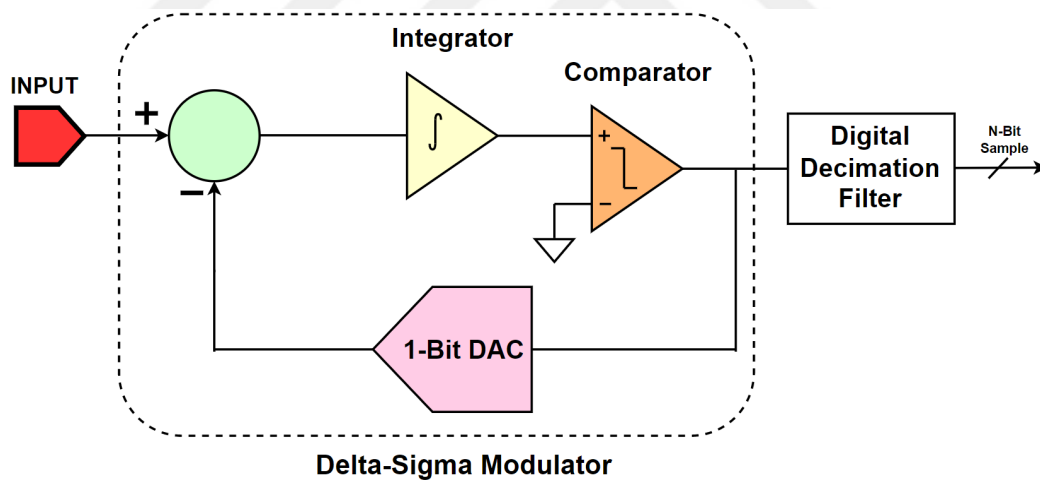 Integrator
Comparator
INPUT
+
−
∫
+
−
Digital
Decimation
Filter
N-Bit
Sample
1-Bit DAC
Delta-Sigma Modulator